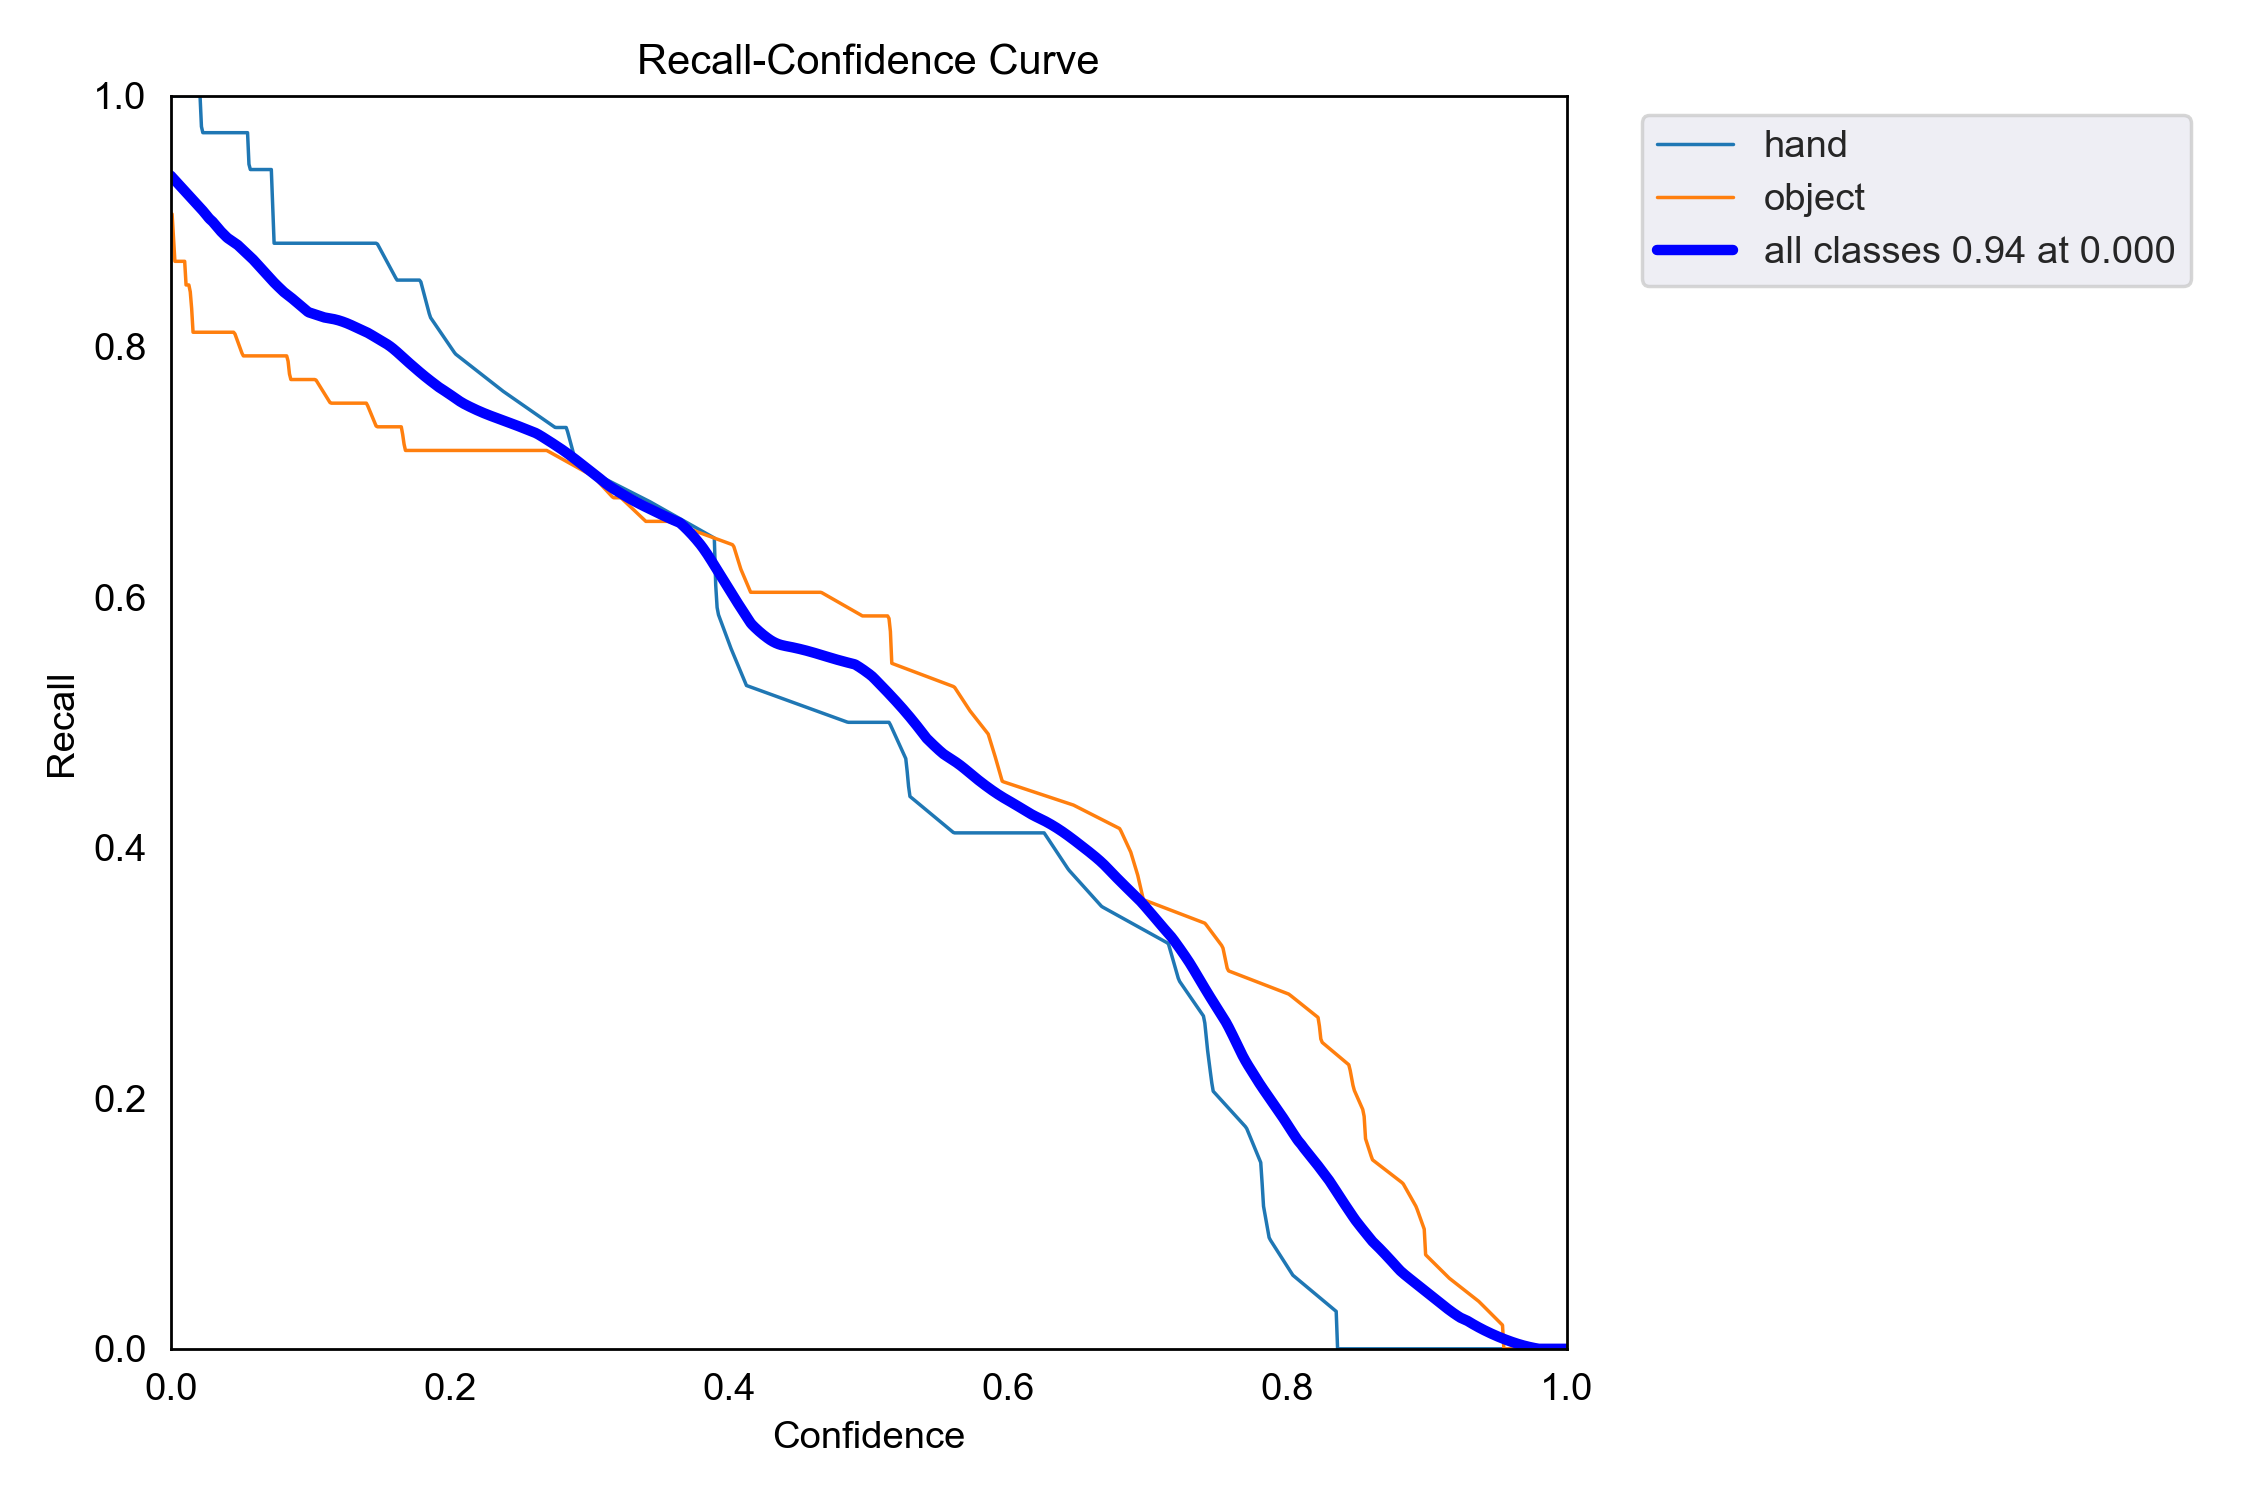 Recall-Confidence Curve
1.0
0.8
0.6
0.4
0.2
0.0
Recall
0.0 0.2 0.4 0.6 0.8 1.0
Confidence
hand
object
all classes 0.94 at 0.000